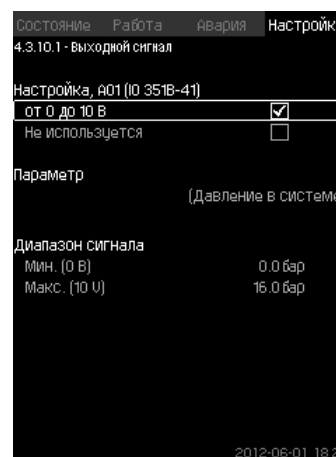 Состояние Работа Авария Настройк
4.3.10.1 - Выходной сигнал
Настройка, AO1 (IO 351B-41)
от 0 до 10 В
Не используется
Параметр
(Давление в системе
Диапазон сигнала
Мин. (0 В) 0.0 бар
Макс. (10 V) 16.0 бар
2012-06-01 18:2